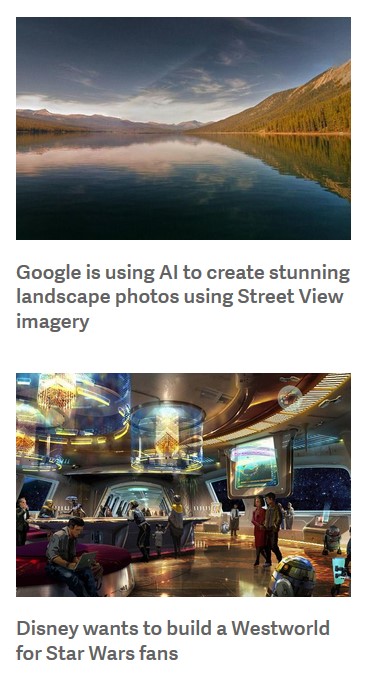 Google is using AI to create stunning
landscape photos using Street View
imagery
Disney wants to build a Westworld
for Star Wars fans